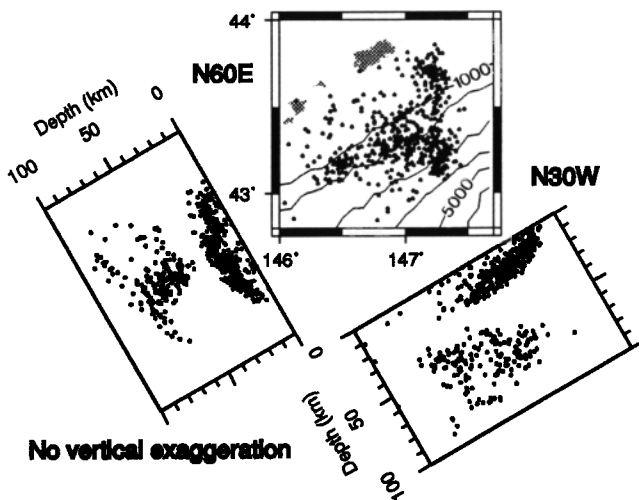 44°
N60E
1000
Depth (km)
0
50
100
43°
5000
N30W
146°
147°
0
50
Depth (km)
100
No vertical exaggeration